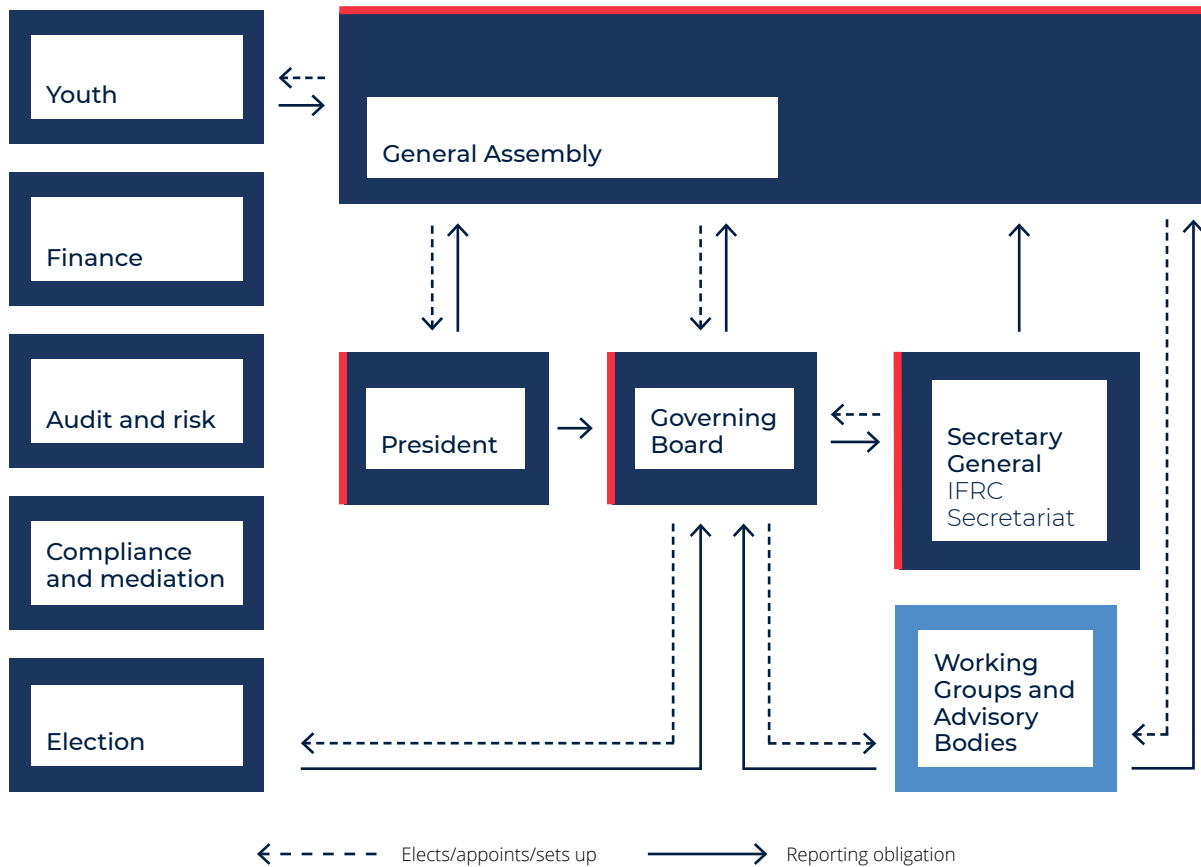 Youth
General Assembly
Finance
Audit and risk
President
Governing
Board
Secretary
General
IFRC
Secretariat
Compliance
and mediation
Election
Working
Groups and
Advisory
Bodies
Elects/appoints/sets up
Reporting obligation